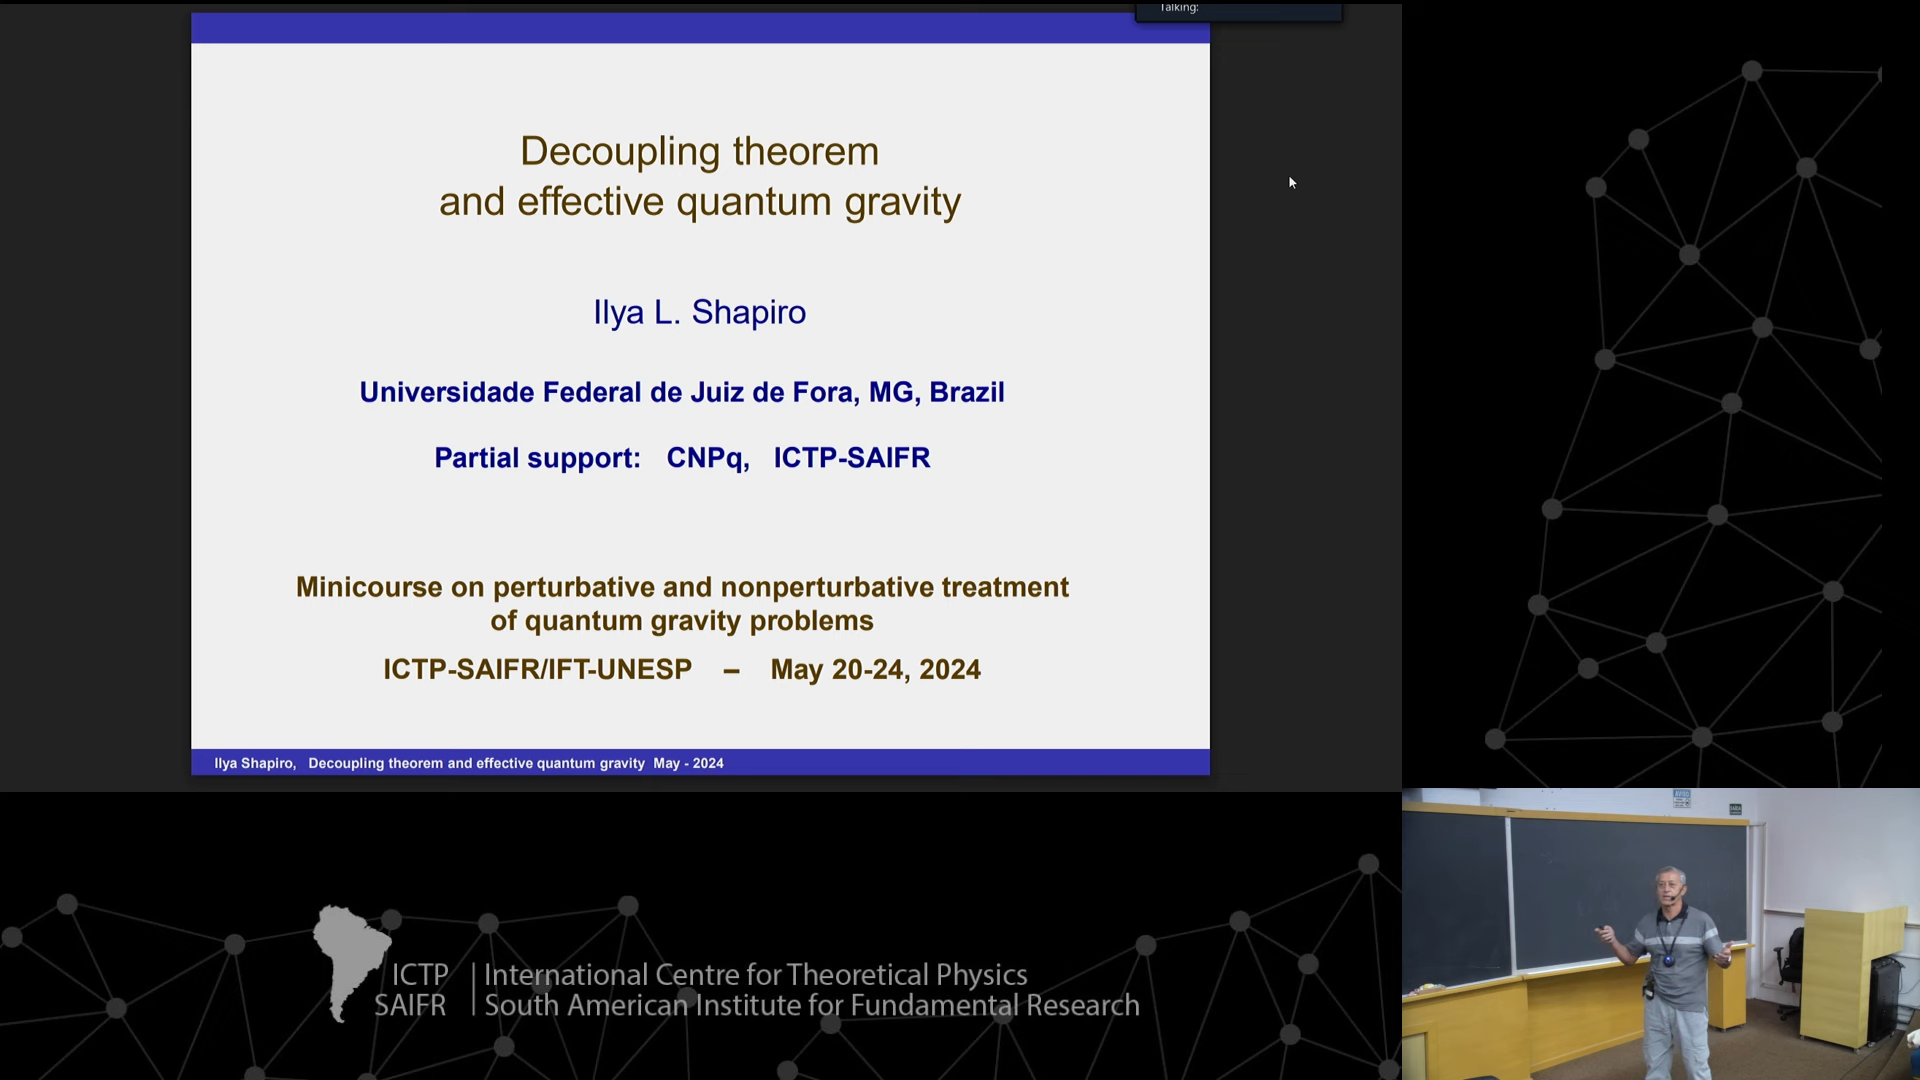 Talking:
Decoupling theorem
and effective quantum gravity
Ilya L. Shapiro
Universidade Federal de Juiz de Fora, MG, Brazil
Partial support: CNPq, ICTP-SAIFR
Minicourse on perturbative and nonperturbative treatment
of quantum gravity problems
ICTP-SAIFR/IFT-UNESP – May 20-24, 2024
Ilya Shapiro, Decoupling theorem and effective quantum gravity May - 2024
ICTP
SAIFR
International Centre for Theoretical Physics
South American Institute for Fundamental Research